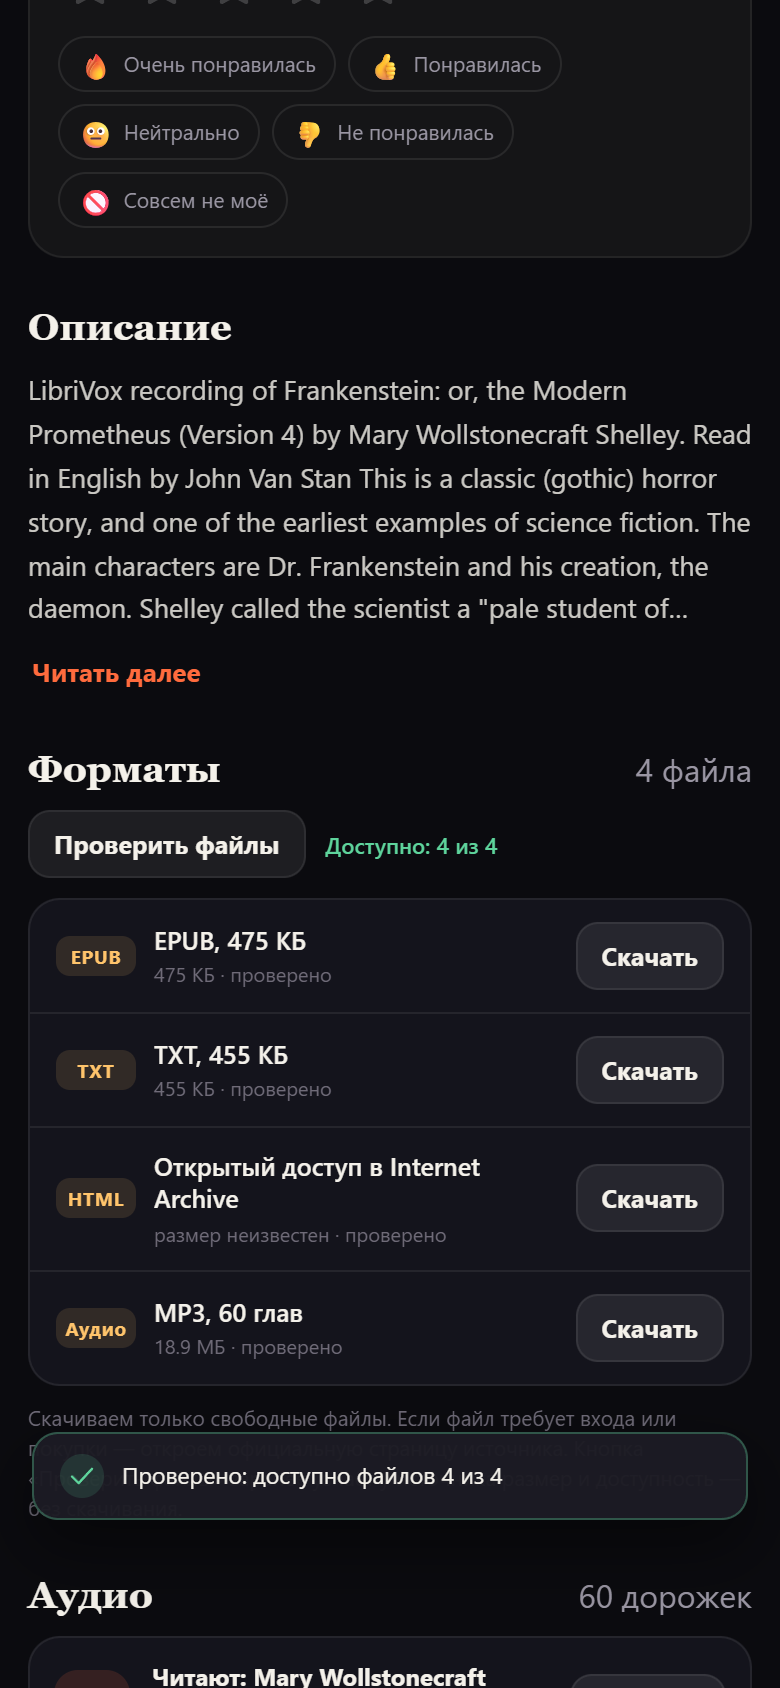 Очень понравилась
Понравилась
Нейтрально
Не понравилась
Совсем не моё
Описание
LibriVox recording of Frankenstein: or, the Modern
Prometheus (Version 4) by Mary Wollstonecraft Shelley. Read
in English by John Van Stan This is a classic (gothic) horror
story, and one of the earliest examples of science fiction. The
main characters are Dr. Frankenstein and his creation, the
daemon. Shelley called the scientist a "pale student of...
Читать далее
Форматы
4 файла
Проверить файлы
Доступно: 4 из 4
EPUB
EPUB, 475 КБ
475 КБ · проверено
Скачать
TXT
TXT, 455 КБ
455 КБ · проверено
Скачать
HTML
Открытый доступ в Internet
Archive
размер неизвестен · проверено
Скачать
Аудио
MP3, 60 глав
18.9 МБ · проверено
Скачать
Скачиваем только свободные файлы. Если файл требует входа или
Проверено: доступно файлов 4 из 4
размер и доступность —
без скачивания.
Аудио
60 дорожек
Читают: Mary Wollstonecraft